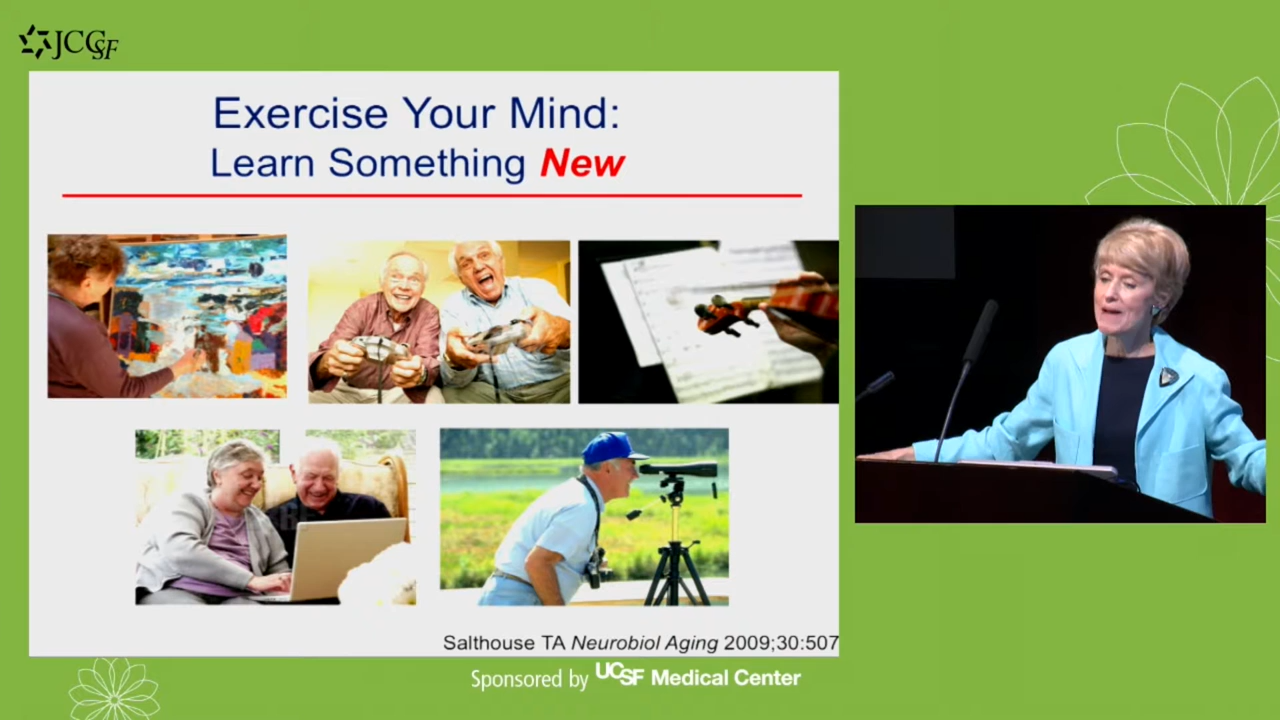 JCCSF
Exercise Your Mind:
Learn Something New
Salthouse TA Neurobiol Aging 2009;30:507
Sponsored by UCSF Medical Center